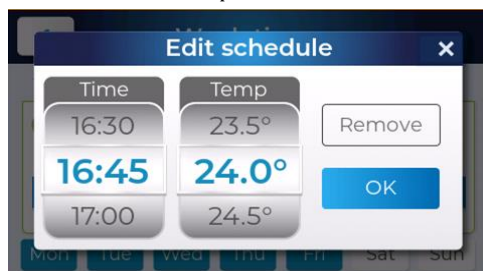 Edit schedule ×
Time Temp
16:30 23.5° Remove
16:45 24.0°
OK
17:00 24.5°
Mon Tue Wed Thu Fri Sat Sun